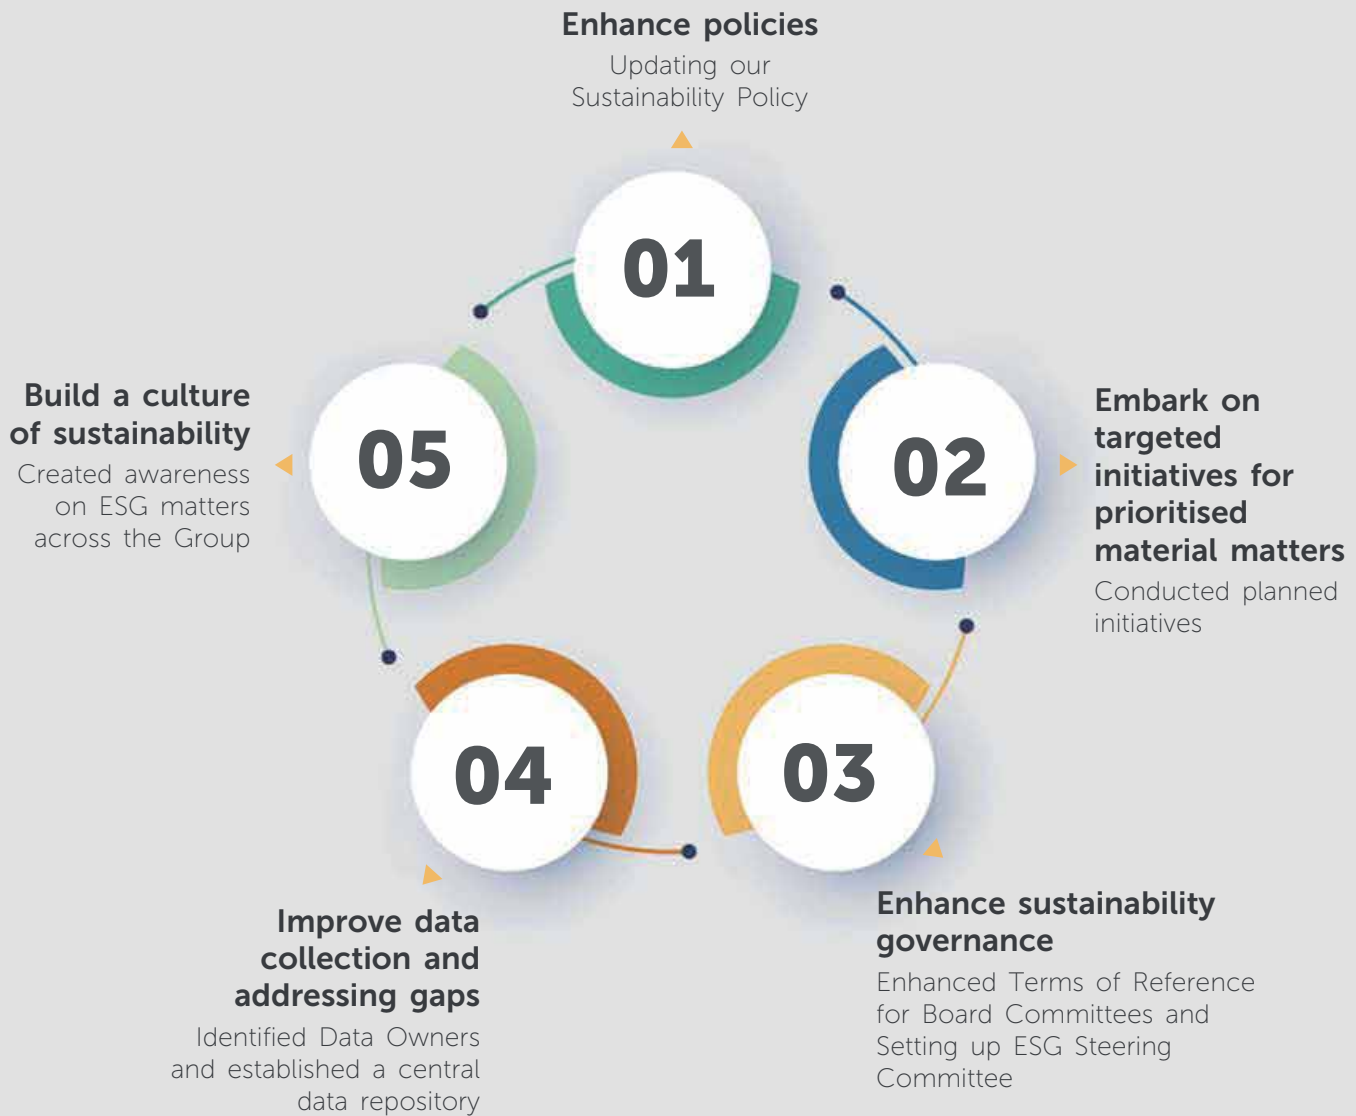 Enhance policies
Updating our
Sustainability Policy
01
02
Embark on
targeted
initiatives for
prioritised
material matters
Conducted planned
initiatives
03
Enhance sustainability
governance
Enhanced Terms of Reference
for Board Committees and
Setting up ESG Steering
Committee
04
Improve data
collection and
addressing gaps
Identified Data Owners
and established a central
data repository
05
Build a culture
of sustainability
Created awareness
on ESG matters
across the Group